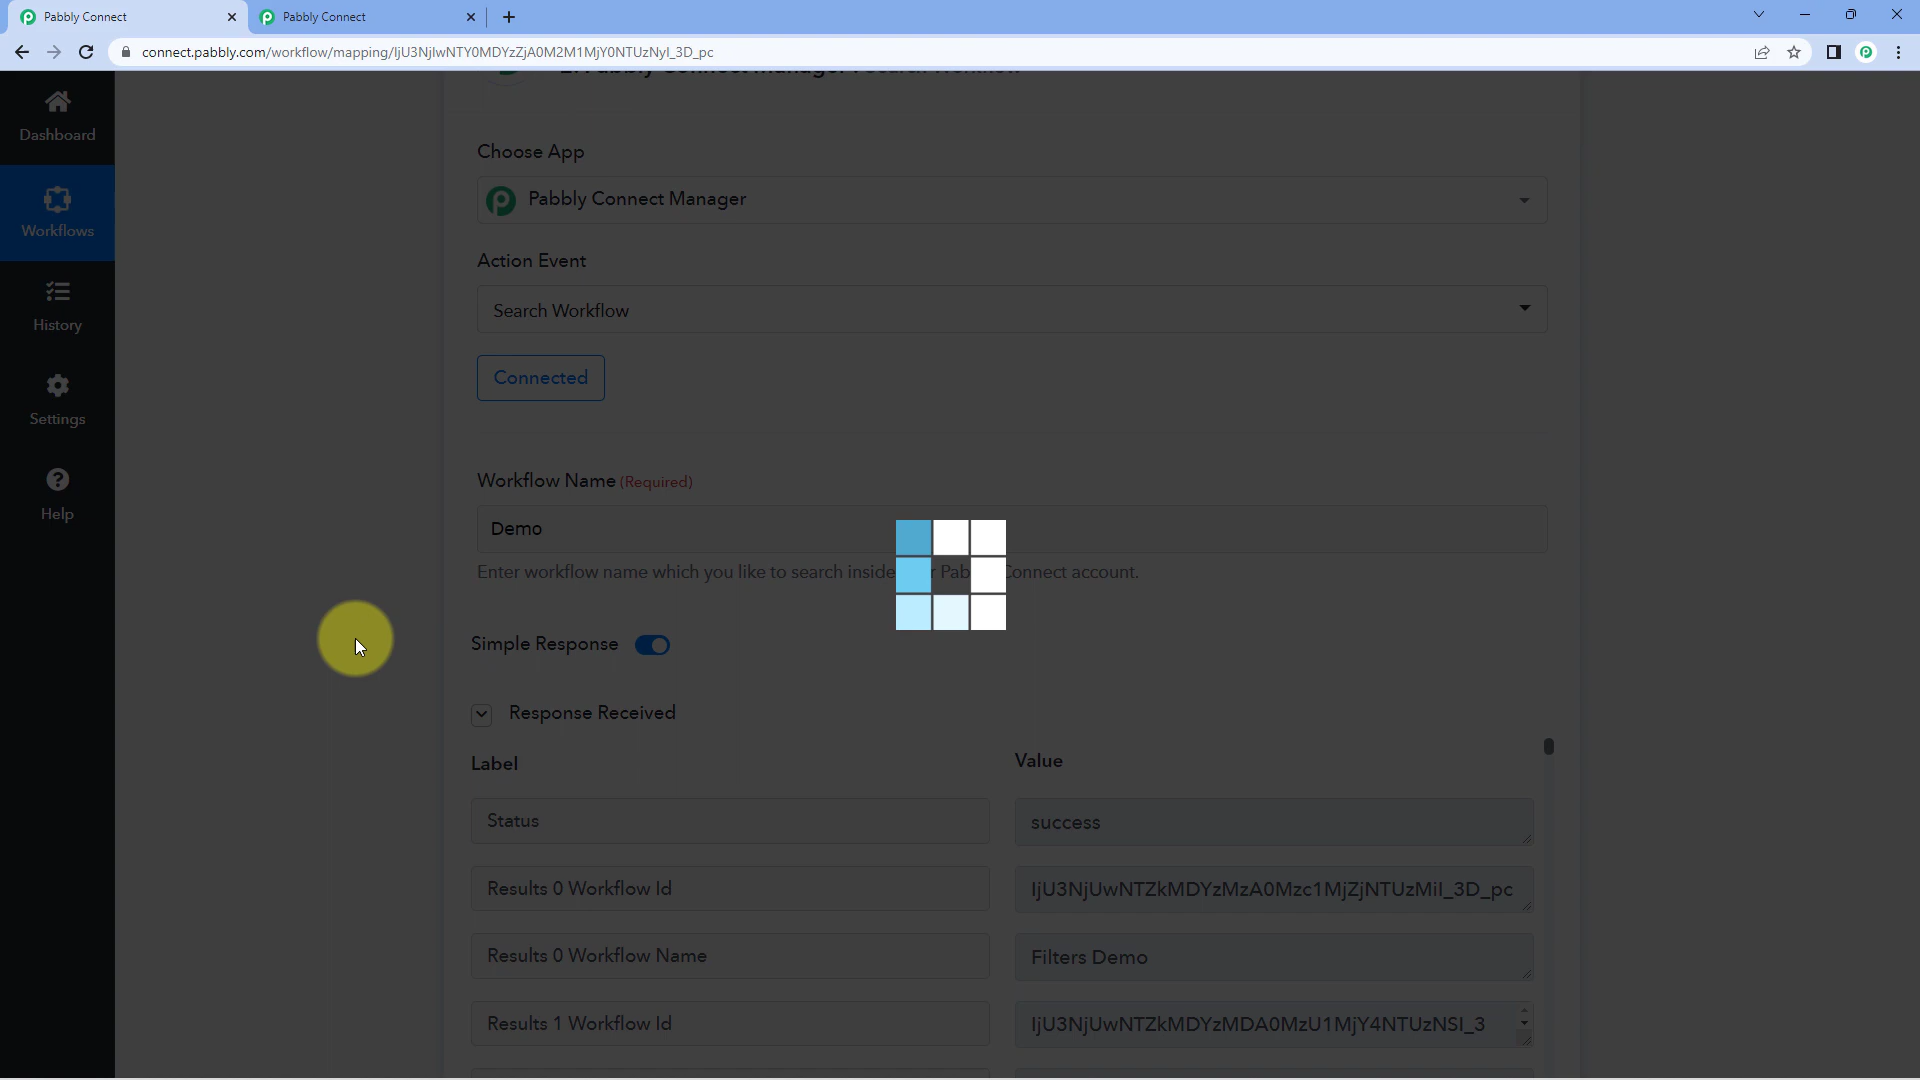 Pabbly Connect
Pabbly Connect
connect.pabbly.com/workflow/mapping/IjU3NjIwNTY0MDYzZjA0M2M1MjY0NTUzNyI_3D_pc
Dashboard
Workflows
History
Settings
Help
Choose App
Pabbly Connect Manager
Action Event
Search Workflow
Connected
Workflow Name (Required)
Demo
Enter workflow name which you like to search inside Pab Connect account.
Simple Response
Response Received
Label
Value
Status
success
Results 0 Workflow Id
IjU3NjUwNTZkMDYzMzA0Mzc1MjZjNTUzMiI_3D_pc
Results 0 Workflow Name
Filters Demo
Results 1 Workflow Id
IjU3NjUwNTZkMDYzMDA0MzU1MjY4NTUzNSI_3